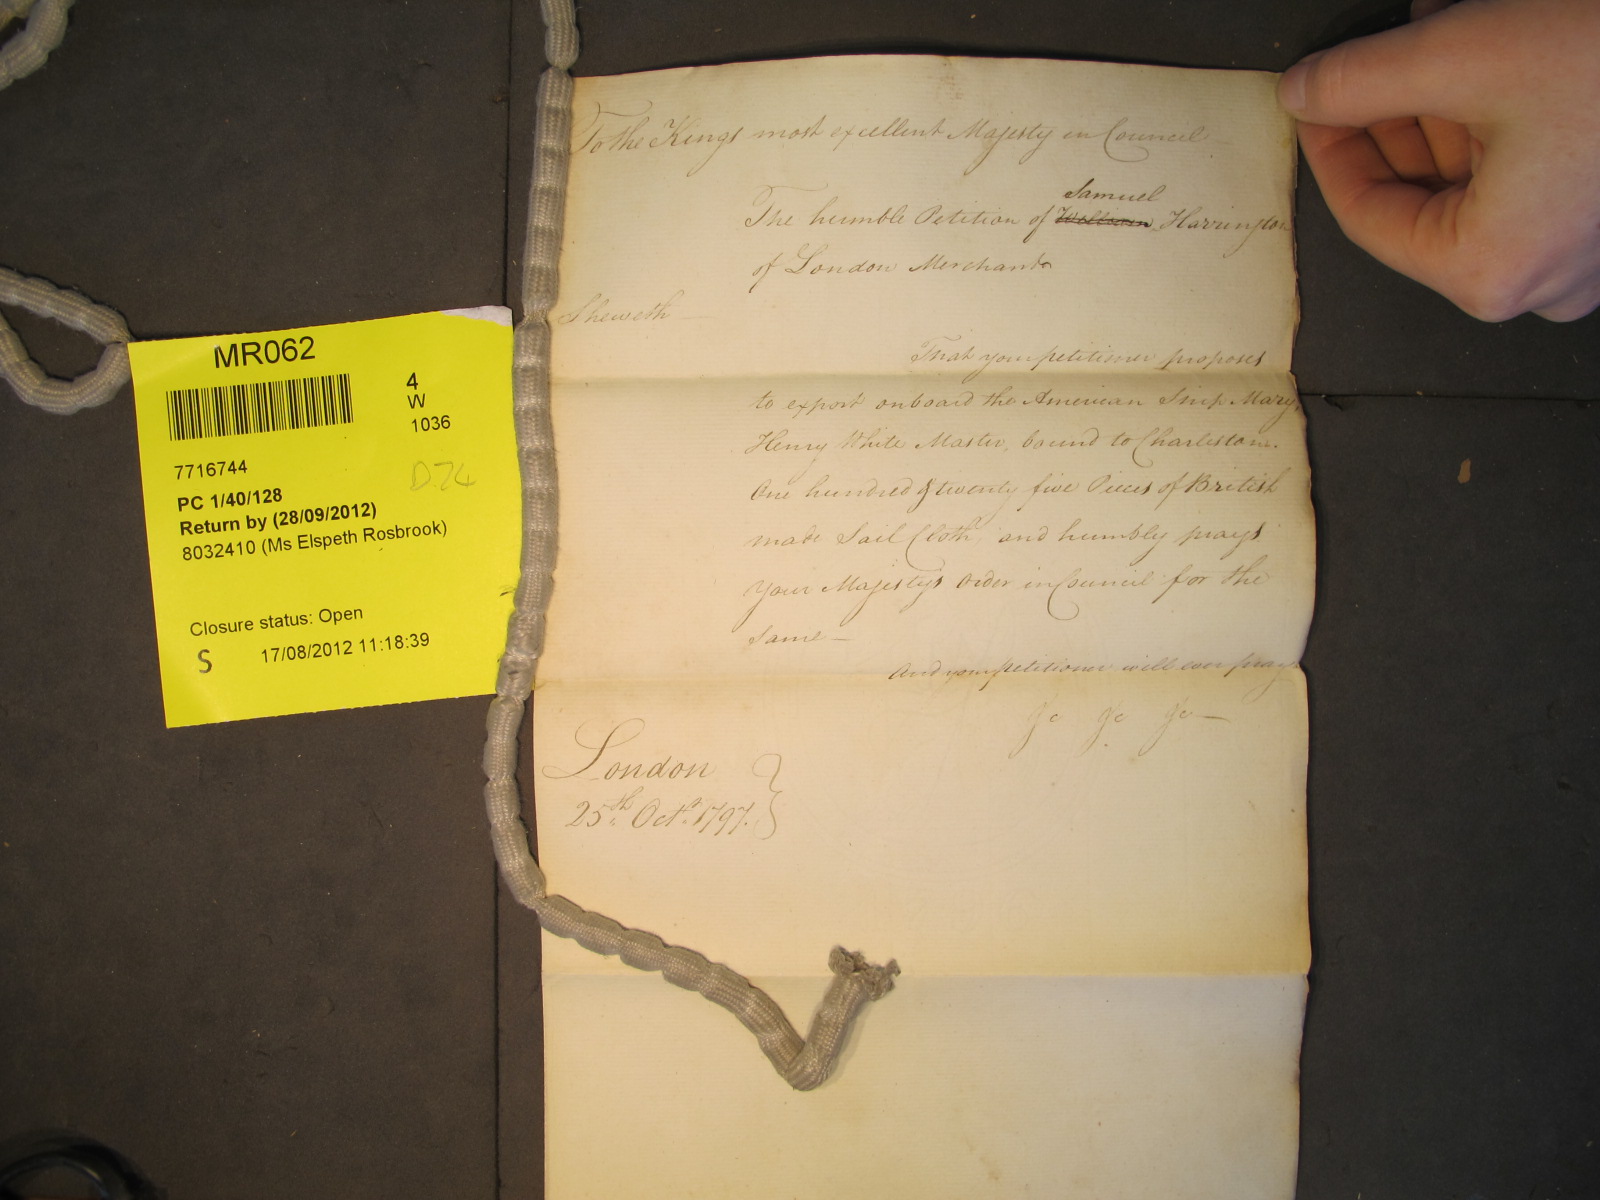 To the Kings most excellent Majesty in Council
Samuel
The humble Petition of William Harrington
of London Merchant
Sheweth
That your petitioner proposes
to export onboard the American Ship Mary,
Henry White Master, bound to Charleston.
One hundred & twenty five Pieces of British
made Sail Cloth, and humbly prays
Your Majestys Order in Council for the
Same —
And your petitioner will ever pray
&c &c &c —
London
25th Octr. 1797.
MR062
4
W
1036
7716744
D.74
PC 1/40/128
Return by (28/09/2012)
8032410 (Ms Elspeth Rosbrook)
Closure status: Open
S 17/08/2012 11:18:39